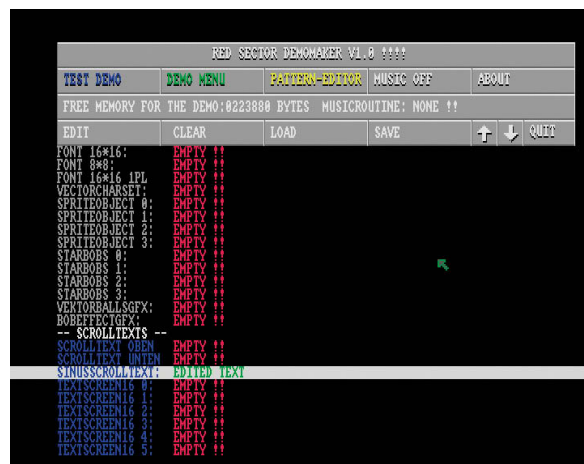 RED SECTOR DEMOMAKER V1.0 !!!!
TEST DEMO DEMO MENU PATTERN-EDITOR MUSIC OFF ABOUT
FREE MEMORY FOR THE DEMO:0223880 BYTES MUSICROUTINE: NONE !!
EDIT CLEAR LOAD SAVE QUIT
FONT 16*16: EMPTY !!
FONT 8*8: EMPTY !!
FONT 16*16 1PL EMPTY !!
VECTORCHARSET: EMPTY !!
SPRITEOBJECT 0: EMPTY !!
SPRITEOBJECT 1: EMPTY !!
SPRITEOBJECT 2: EMPTY !!
SPRITEOBJECT 3: EMPTY !!
STARBOBS 0: EMPTY !!
STARBOBS 1: EMPTY !!
STARBOBS 2: EMPTY !!
STARBOBS 3: EMPTY !!
VEKTORBALLSGFX: EMPTY !!
BOBEFFECTGFX: EMPTY !!
-- SCROLLTEXTS --
SCROLLTEXT OBEN EMPTY !!
SCROLLTEXT UNTEN EMPTY !!
SINUSSCROLLTEXT: EDITED TEXT
TEXTSCREEN16 0: EMPTY !!
TEXTSCREEN16 1: EMPTY !!
TEXTSCREEN16 2: EMPTY !!
TEXTSCREEN16 3: EMPTY !!
TEXTSCREEN16 4: EMPTY !!
TEXTSCREEN16 5: EMPTY !!